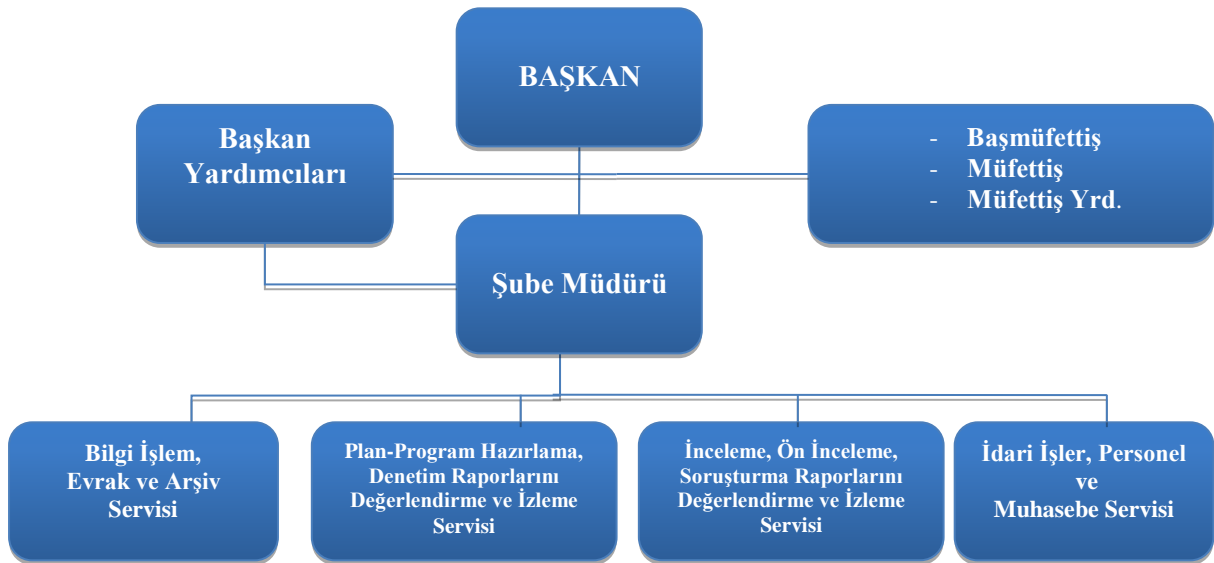 BAŞKAN
Başkan
Yardımcıları
- Başmüfettiş
- Müfettiş
- Müfettiş Yrd.
Şube Müdürü
Bilgi İşlem,
Evrak ve Arşiv
Servisi
Plan-Program Hazırlama,
Denetim Raporlarını
Değerlendirme ve İzleme
Servisi
İnceleme, Ön İnceleme,
Soruşturma Raporlarını
Değerlendirme ve İzleme
Servisi
İdari İşler, Personel
ve
Muhasebe Servisi